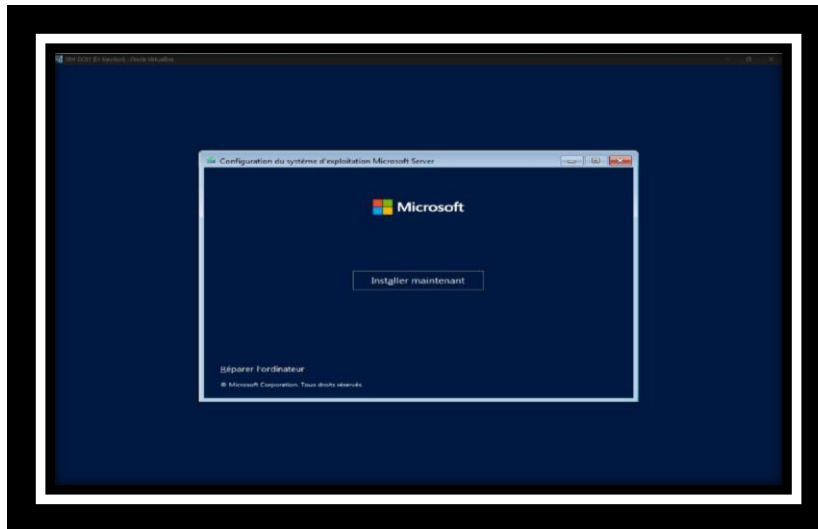 Configuration du système d'exploitation Microsoft Server
Microsoft
Installer maintenant
Réparer l'ordinateur
© Microsoft Corporation. Tous droits réservés.